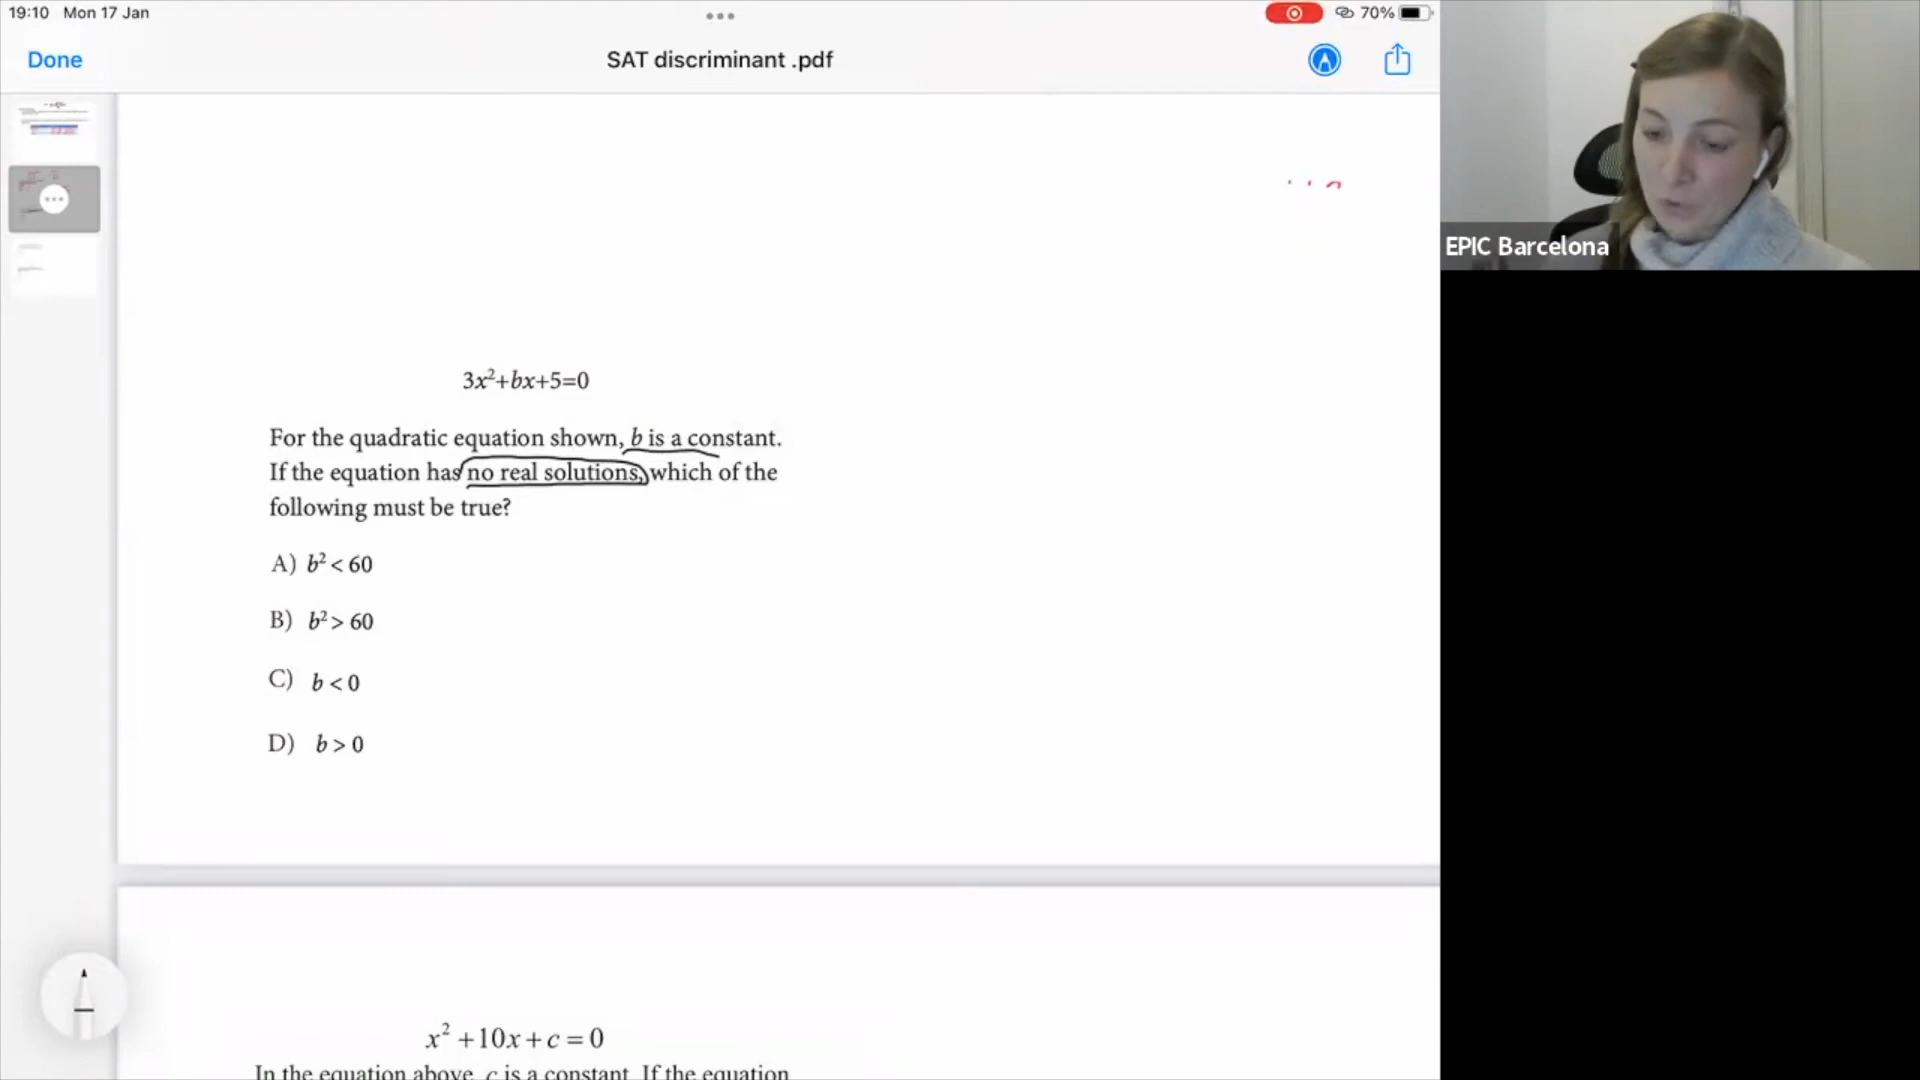 19:10 Mon 17 Jan
70%
Done
SAT discriminant .pdf
EPIC Barcelona
3x²+bx+5=0
For the quadratic equation shown, b is a constant.
If the equation has no real solutions, which of the
following must be true?
A) b² < 60
B) b² > 60
C) b < 0
D) b > 0
x² +10x + c = 0
In the equation above, c is a constant. If the equation